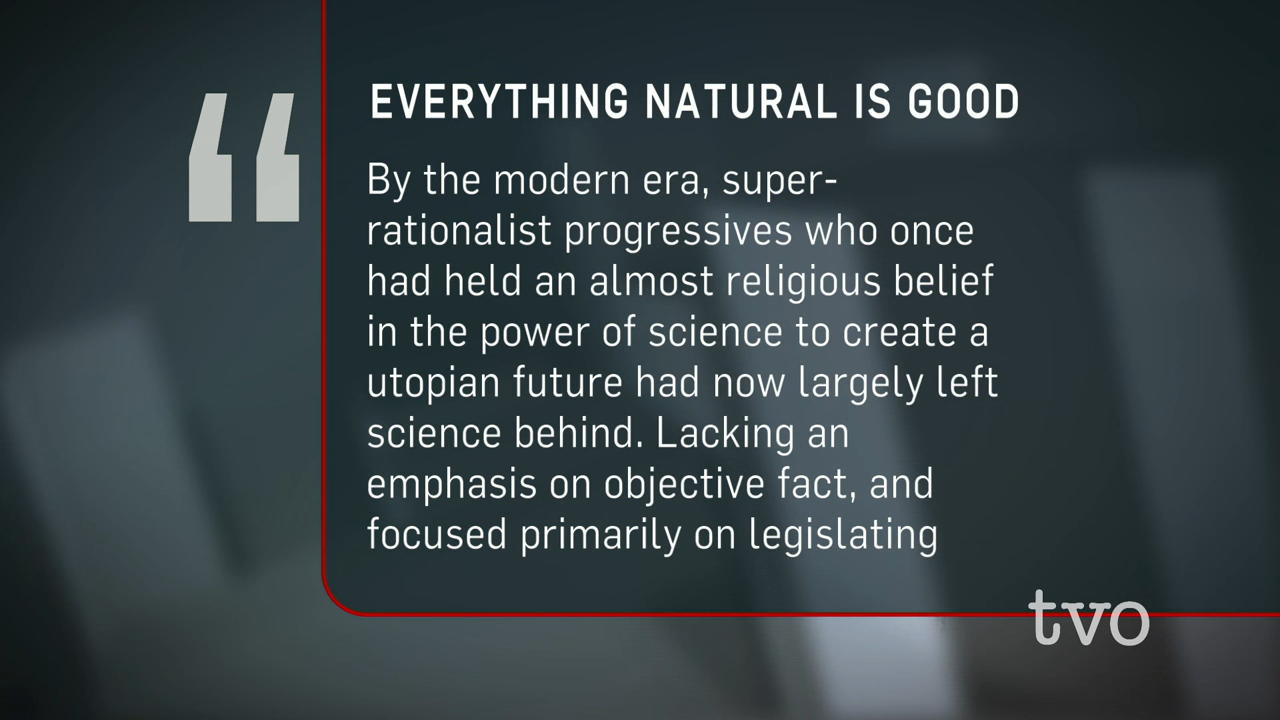 “
EVERYTHING NATURAL IS GOOD
By the modern era, super-
rationalist progressives who once
had held an almost religious belief
in the power of science to create a
utopian future had now largely left
science behind. Lacking an
emphasis on objective fact, and
focused primarily on legislating
tvo